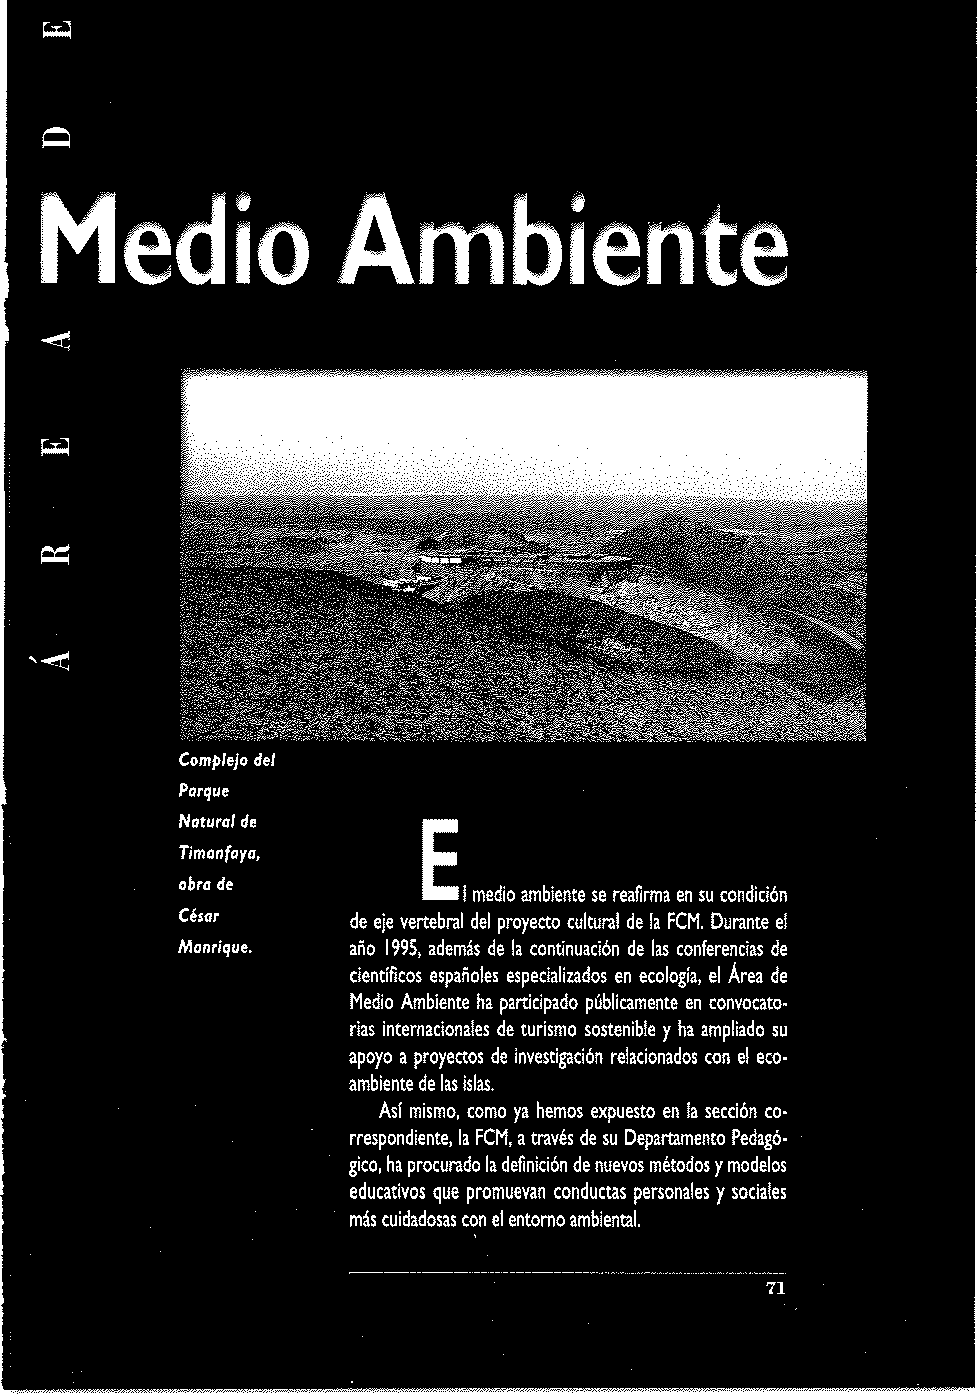 ÁREA DE
Medio Ambiente
Complejo del
Parque
Natural de
Timanfaya,
obra de
César
Manrique.
El medio ambiente se reafirma en su condición
de eje vertebral del proyecto cultural de la FCM. Durante el
año 1995, además de la continuación de las conferencias de
científicos españoles especializados en ecología, el Área de
Medio Ambiente ha participado públicamente en convocato-
rias internacionales de turismo sostenible y ha ampliado su
apoyo a proyectos de investigación relacionados con el eco-
ambiente de las islas.
Así mismo, como ya hemos expuesto en la sección co-
rrespondiente, la FCM, a través de su Departamento Pedagó-
gico, ha procurado la definición de nuevos métodos y modelos
educativos que promuevan conductas personales y sociales
más cuidadosas con el entorno ambiental.
71